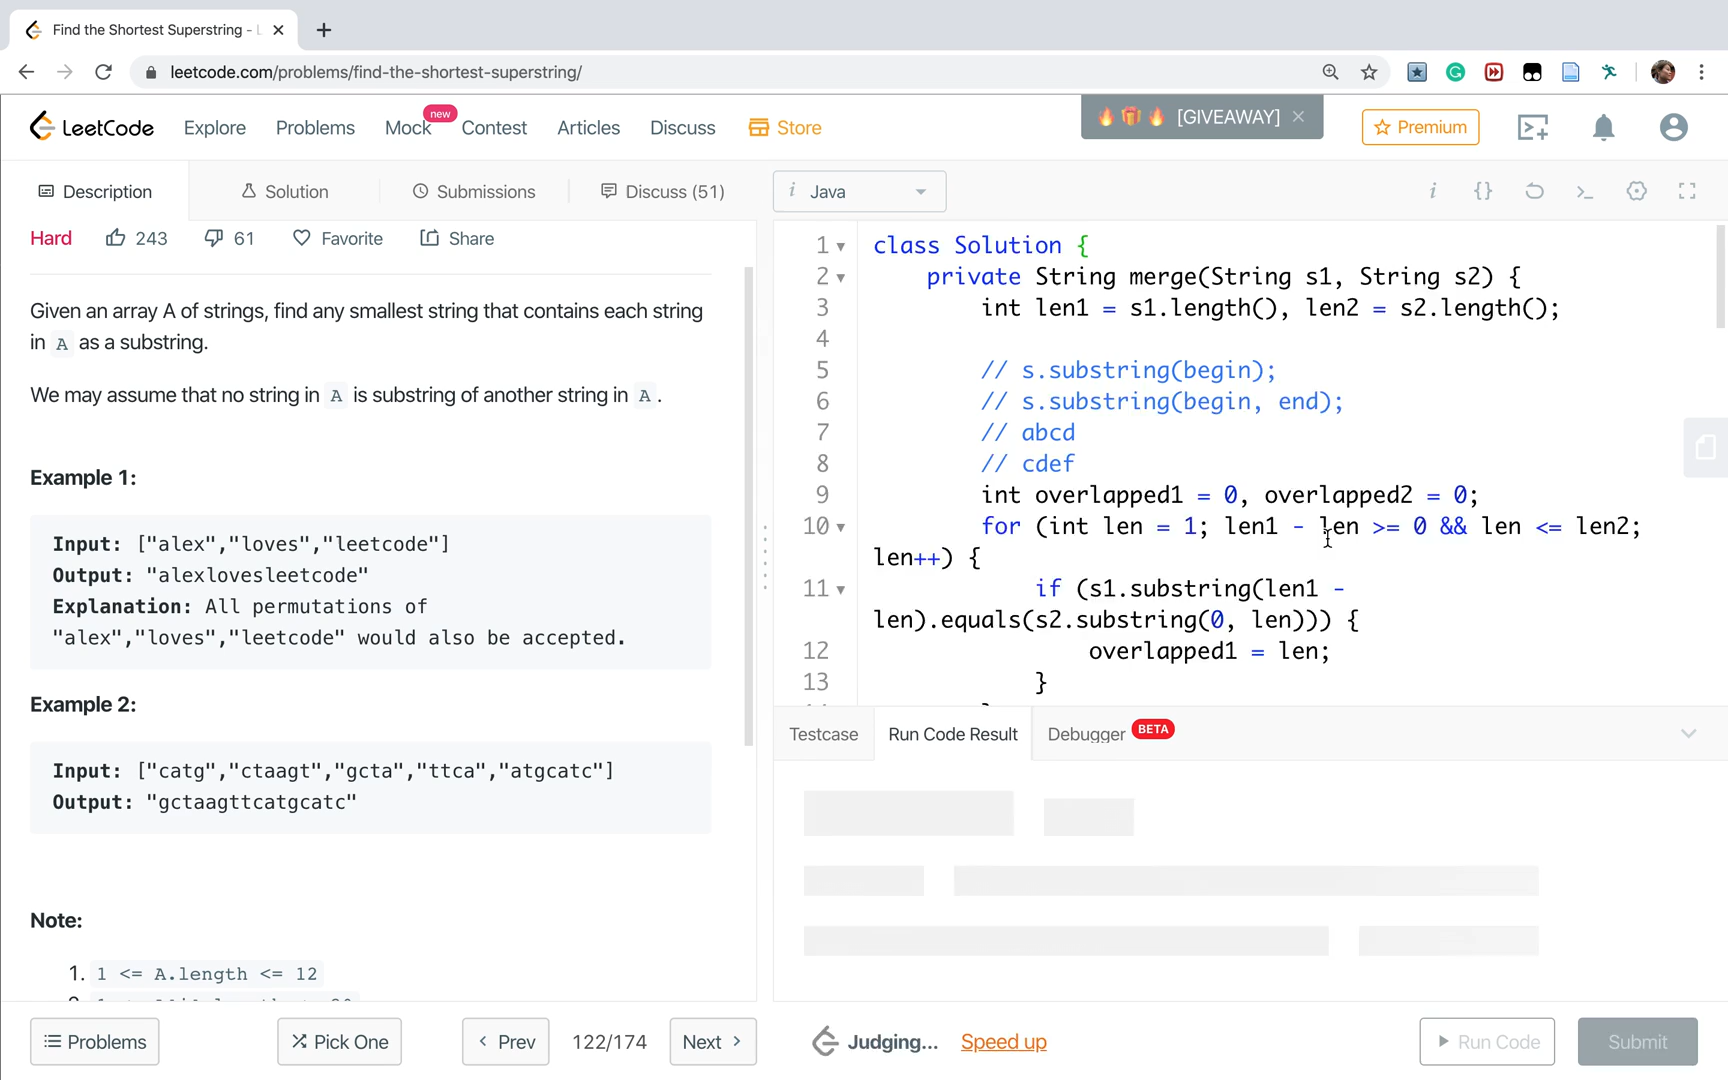 Find the Shortest Superstring - L
leetcode.com/problems/find-the-shortest-superstring/
LeetCode
Explore
Problems
Mock
new
Contest
Articles
Discuss
Store
[GIVEAWAY]
Premium
Description
Solution
Submissions
Discuss (51)
i Java
Hard
243
61
Favorite
Share
Given an array A of strings, find any smallest string that contains each string
in A as a substring.
We may assume that no string in A is substring of another string in A .
Example 1:
Input: ["alex","loves","leetcode"]
Output: "alexlovesleetcode"
Explanation: All permutations of
"alex","loves","leetcode" would also be accepted.
Example 2:
Input: ["catg","ctaagt","gcta","ttca","atgcatc"]
Output: "gctaagttcatgcatc"
Note:
1. 1 <= A.length <= 12
1 class Solution {
2 private String merge(String s1, String s2) {
3 int len1 = s1.length(), len2 = s2.length();
4
5 // s.substring(begin);
6 // s.substring(begin, end);
7 // abcd
8 // cdef
9 int overlapped1 = 0, overlapped2 = 0;
10 for (int len = 1; len1 - len >= 0 && len <= len2;
len++) {
11 if (s1.substring(len1 -
len).equals(s2.substring(0, len))) {
12 overlapped1 = len;
13 }
Testcase
Run Code Result
Debugger
BETA
Problems
Pick One
Prev
122/174
Next
Judging...
Speed up
Run Code
Submit